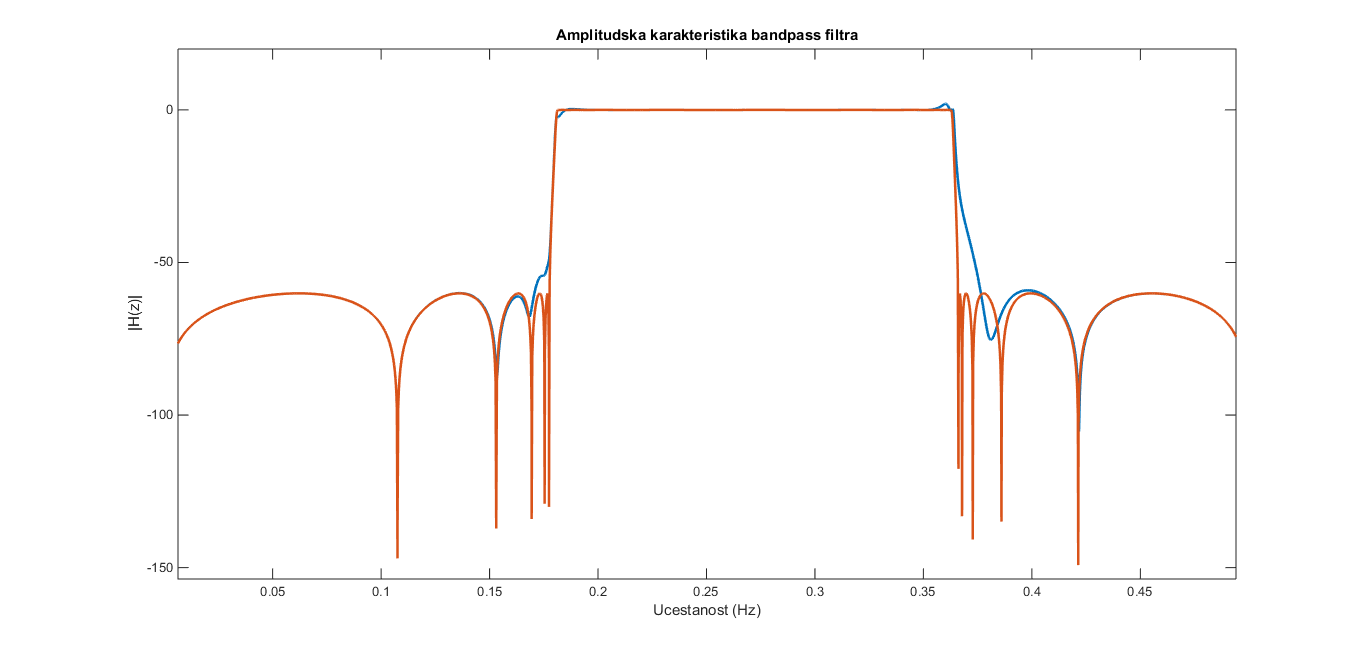 Amplitudska karakteristika bandpass filtra
0
-50
-100
-150
|H(z)|
0.05 0.1 0.15 0.2 0.25 0.3 0.35 0.4 0.45
Ucestanost (Hz)